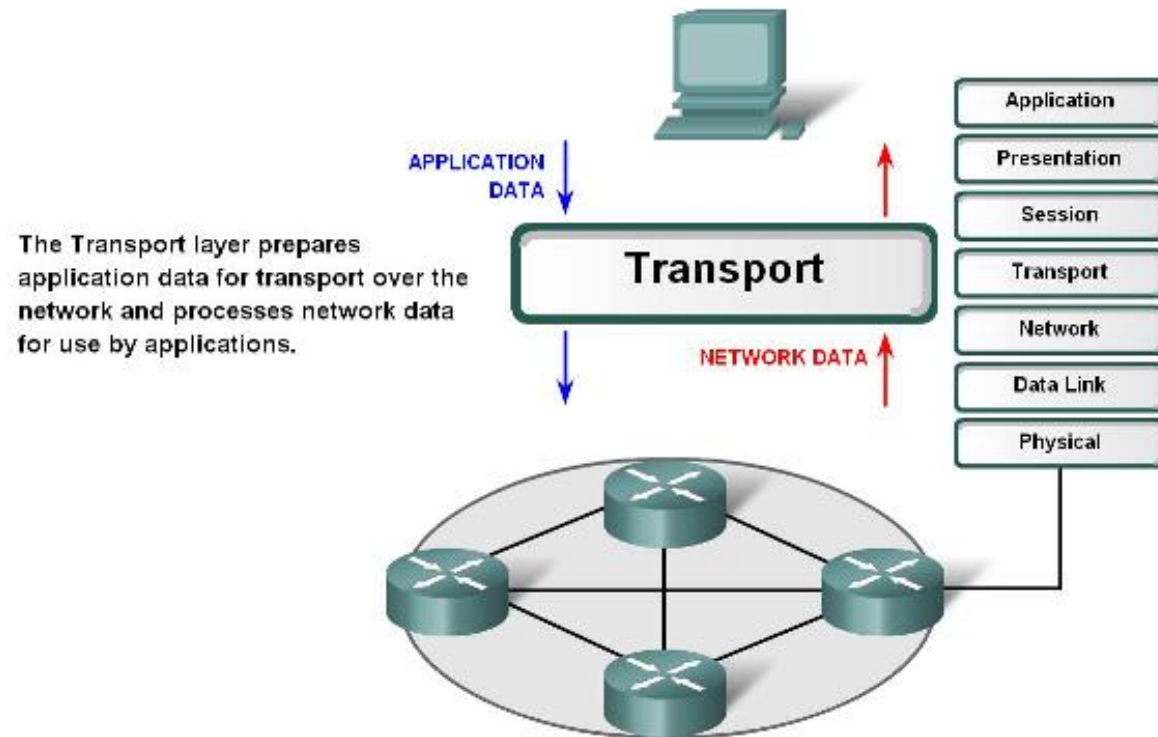 APPLICATION
DATA
The Transport layer prepares
application data for transport over the
network and processes network data
for use by applications.
Transport
NETWORK DATA
Application
Presentation
Session
Transport
Network
Data Link
Physical